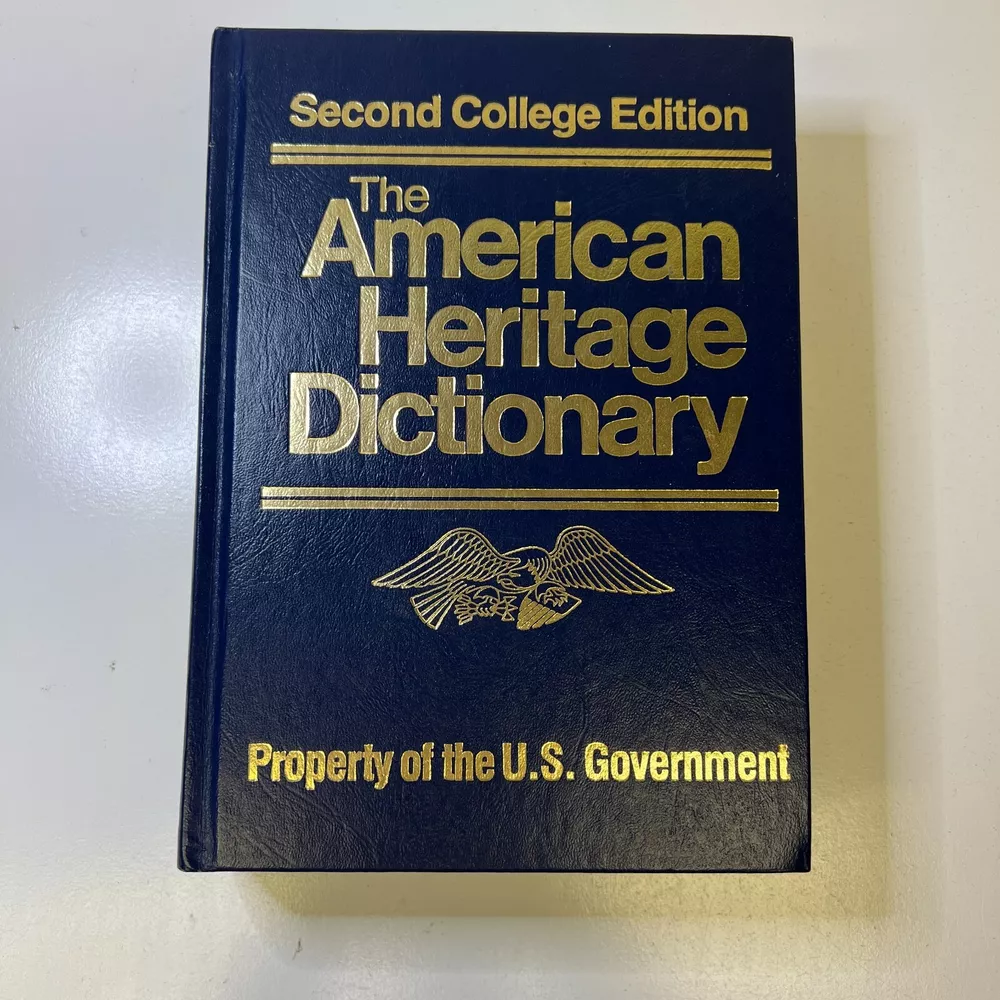 Second College Edition
The
American
Heritage
Dictionary
Property of the U.S. Government